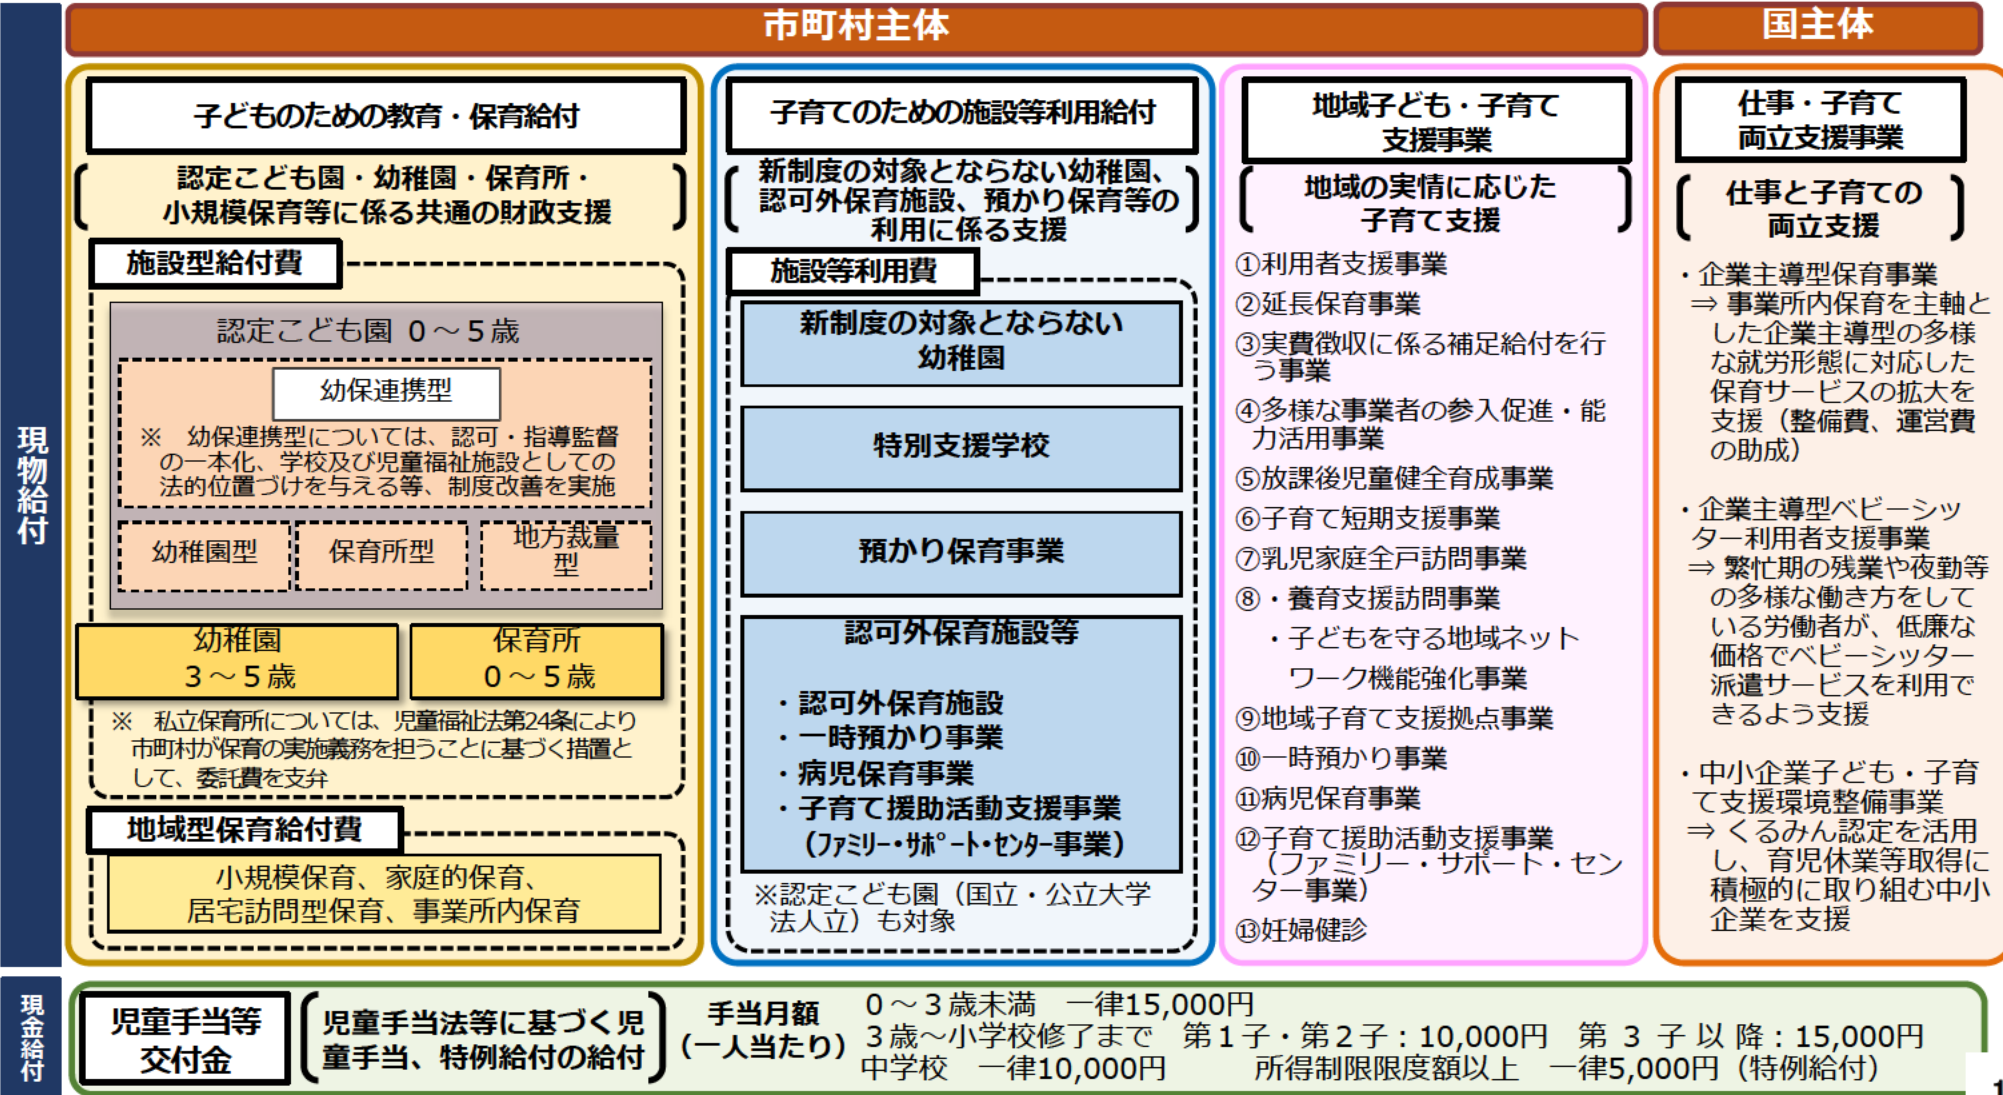 市町村主体
国主体
現物給付
子どものための教育・保育給付
認定こども園・幼稚園・保育所・
小規模保育等に係る共通の財政支援
施設型給付費
認定こども園 0～5歳
幼保連携型
※　幼保連携型については、認可・指導監督
の一本化、学校及び児童福祉施設としての
法的位置づけを与える等、制度改善を実施
幼稚園型
保育所型
地方裁量
型
幼稚園
3～5歳
保育所
0～5歳
※　私立保育所については、児童福祉法第24条により
市町村が保育の実施義務を担うことに基づく措置と
して、委託費を支弁
地域型保育給付費
小規模保育、家庭的保育、
居宅訪問型保育、事業所内保育
子育てのための施設等利用給付
新制度の対象とならない幼稚園、
認可外保育施設、預かり保育等の
利用に係る支援
施設等利用費
新制度の対象とならない
幼稚園
特別支援学校
預かり保育事業
認可外保育施設等
・認可外保育施設
・一時預かり事業
・病児保育事業
・子育て援助活動支援事業
（ﾌｧﾐﾘｰ・ｻﾎﾟｰﾄ・ｾﾝﾀｰ事業）
※認定こども園（国立・公立大学
法人立）も対象
地域子ども・子育て
支援事業
地域の実情に応じた
子育て支援
①利用者支援事業
②延長保育事業
③実費徴収に係る補足給付を行
う事業
④多様な事業者の参入促進・能
力活用事業
⑤放課後児童健全育成事業
⑥子育て短期支援事業
⑦乳児家庭全戸訪問事業
⑧・養育支援訪問事業
・子どもを守る地域ネット
ワーク機能強化事業
⑨地域子育て支援拠点事業
⑩一時預かり事業
⑪病児保育事業
⑫子育て援助活動支援事業
（ファミリー・サポート・セン
ター事業）
⑬妊婦健診
仕事・子育て
両立支援事業
仕事と子育ての
両立支援
・企業主導型保育事業
⇒ 事業所内保育を主軸と
した企業主導型の多様
な就労形態に対応した
保育サービスの拡大を
支援（整備費、運営費
の助成）
・企業主導型ベビーシッ
ター利用者支援事業
⇒ 繁忙期の残業や夜勤等
の多様な働き方をして
いる労働者が、低廉な
価格でベビーシッター
派遣サービスを利用で
きるよう支援
・中小企業子ども・子育
て支援環境整備事業
⇒ くるみん認定を活用
し、育児休業等取得に
積極的に取り組む中小
企業を支援
現金給付
児童手当等
交付金
児童手当法等に基づく児
童手当、特例給付の給付
手当月額
（一人当たり）
0～3歳未満　一律15,000円
3歳～小学校修了まで　第1子・第2子：10,000円　第 3 子 以 降：15,000円
中学校　一律10,000円　所得制限限度額以上　一律5,000円（特例給付）
1